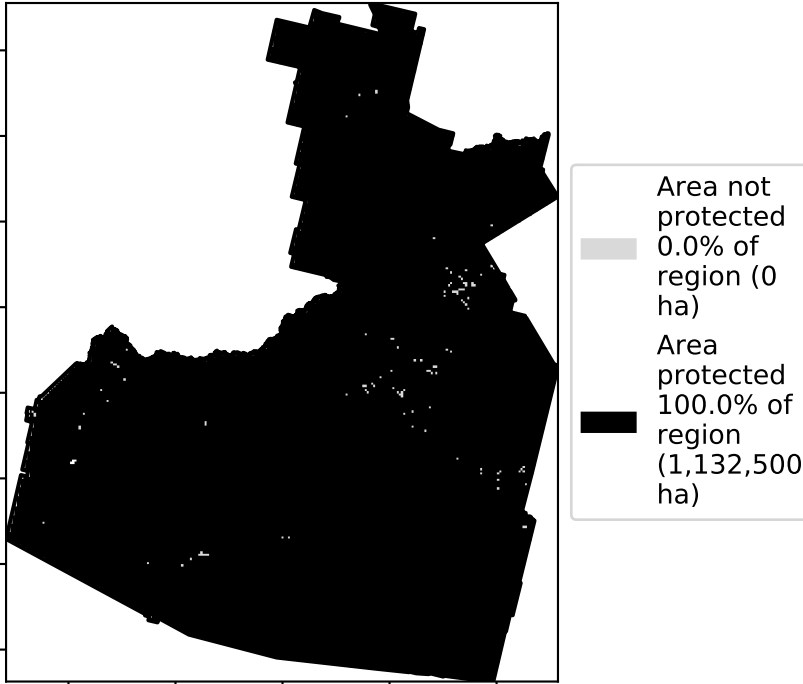 Area not
protected
0.0% of
region (0
ha)
Area
protected
100.0% of
region
(1,132,500
ha)